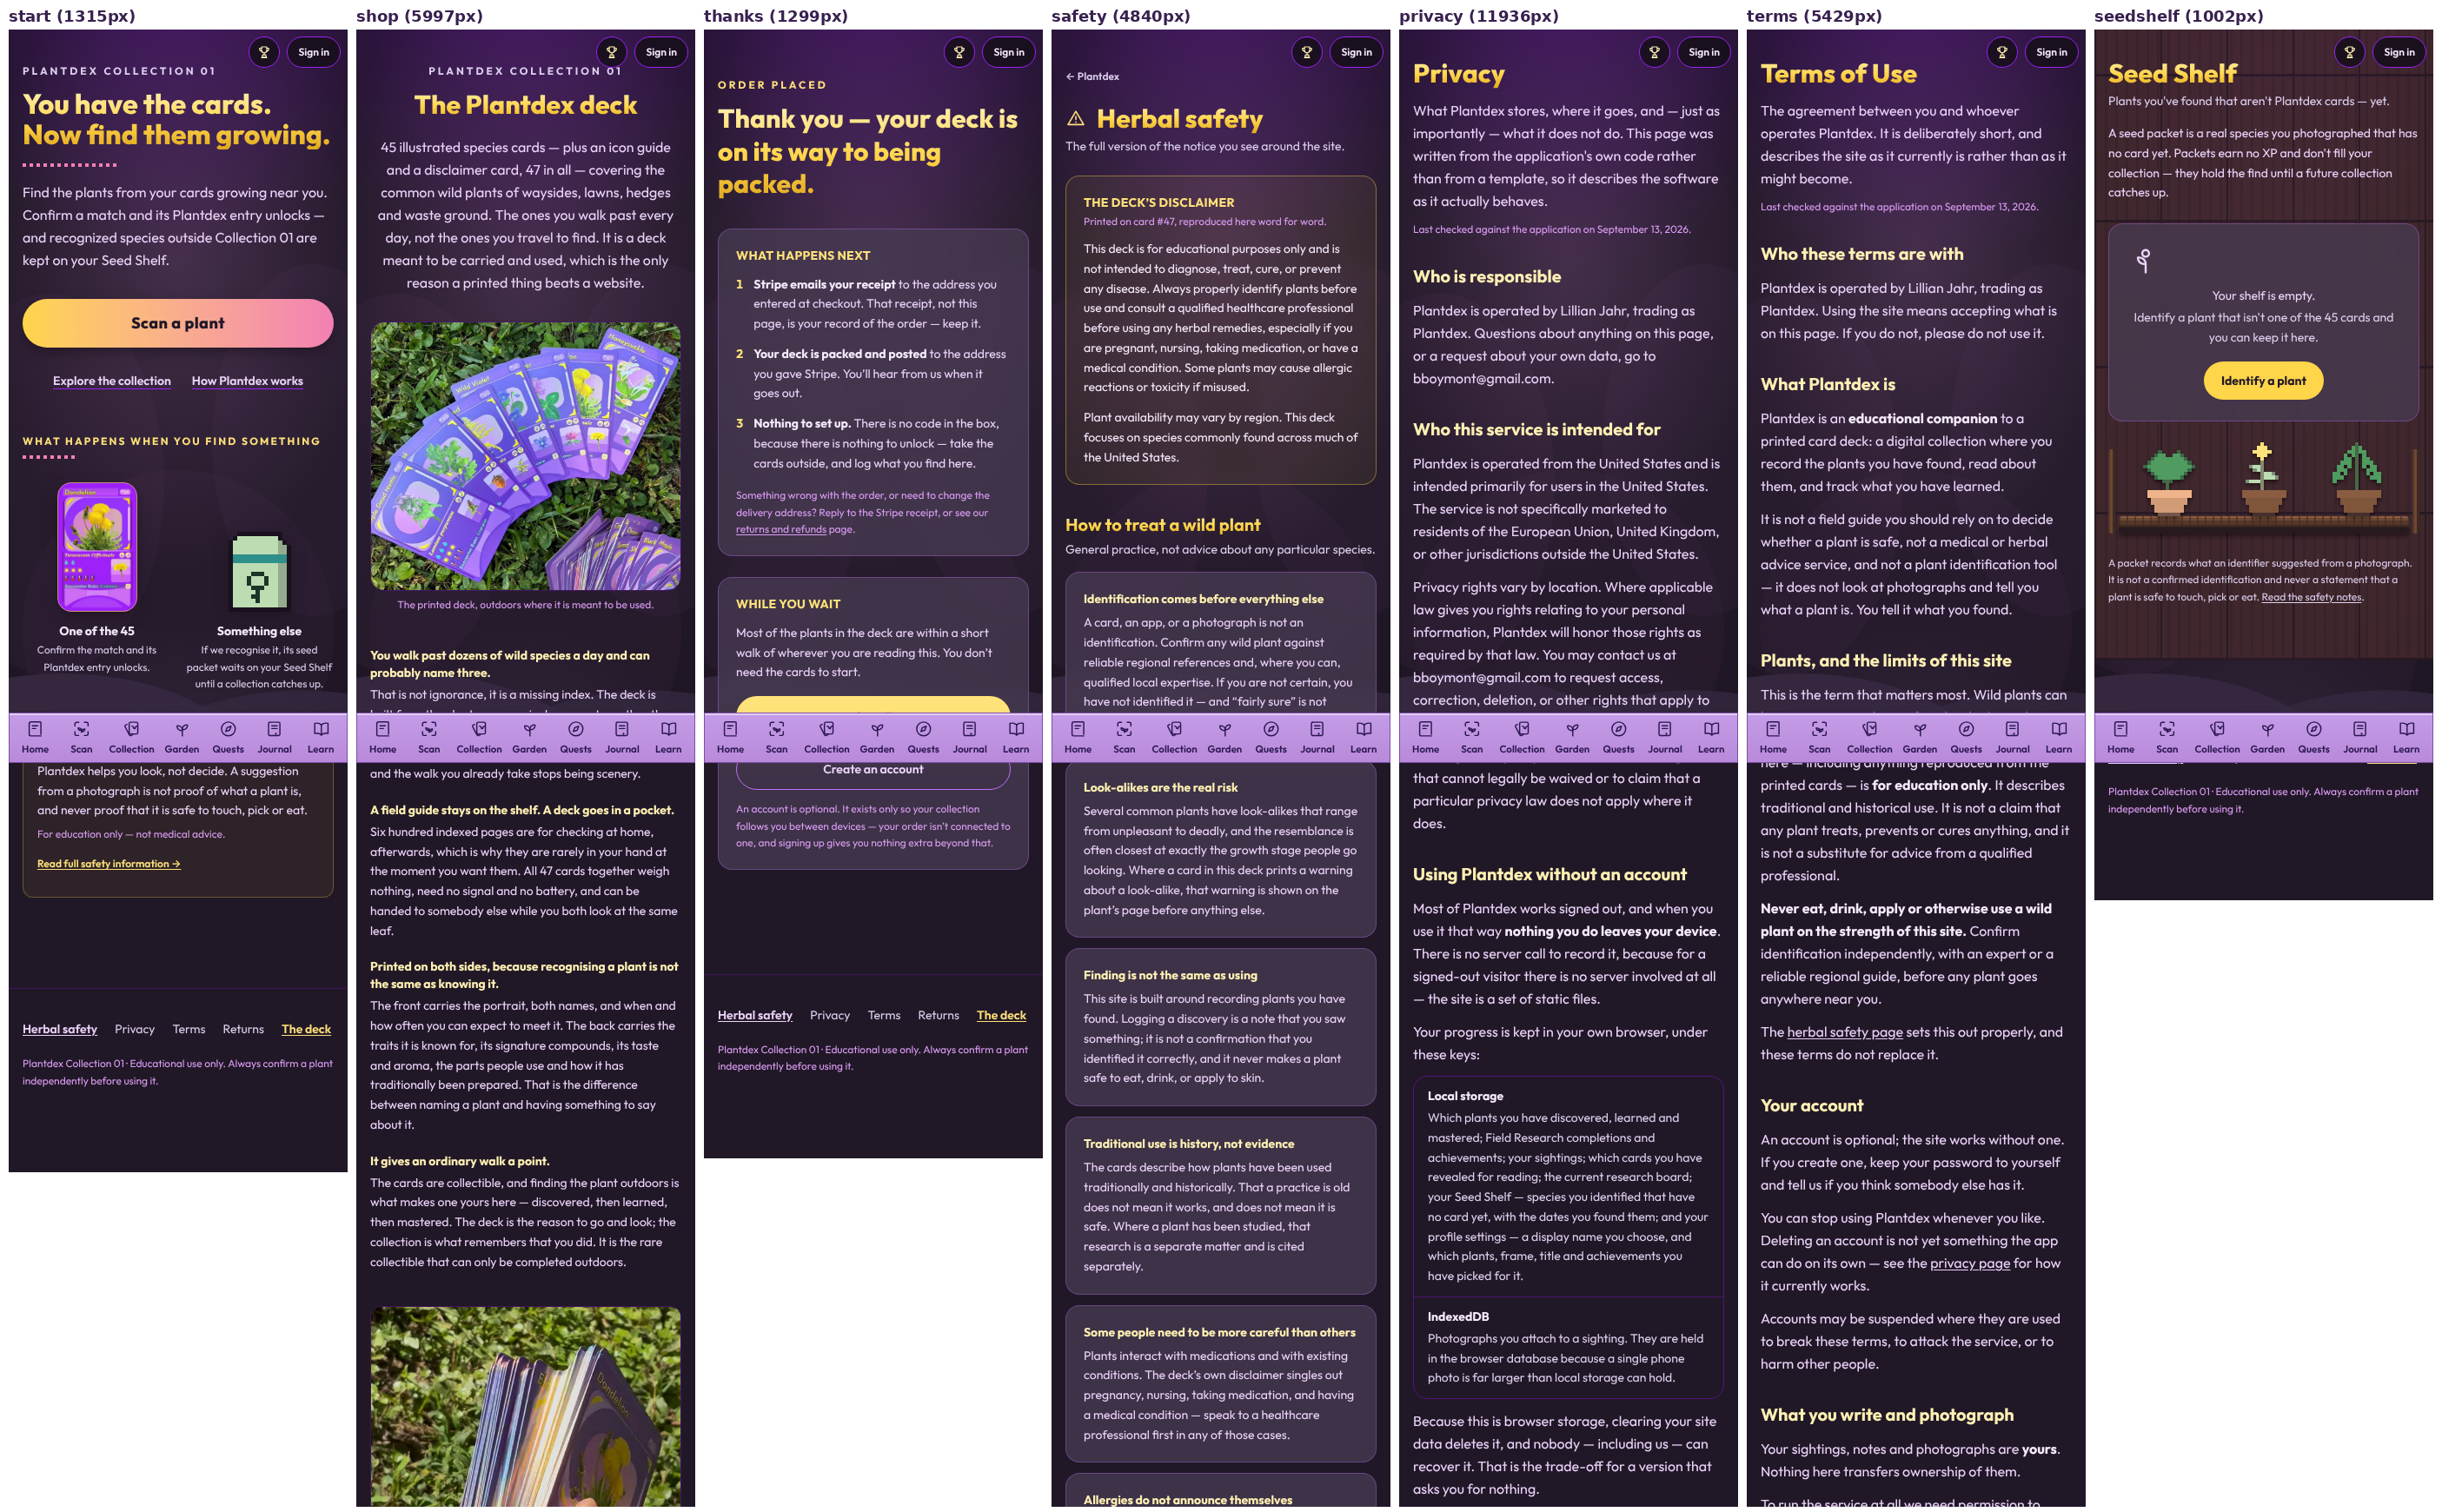 start (1315px)
Sign in
PLANTDEX COLLECTION 01
You have the cards.
Now find them growing.
Find the plants from your cards growing near you.
Confirm a match and its Plantdex entry unlocks —
and recognized species outside Collection 01 are
kept on your Seed Shelf.
Scan a plant
Explore the collection
How Plantdex works
WHAT HAPPENS WHEN YOU FIND SOMETHING
Dandelion
One of the 45
Confirm the match and its
Plantdex entry unlocks.
Something else
If we recognise it, its seed
packet waits on your Seed Shelf
until a collection catches up.
Home
Scan
Collection
Garden
Quests
Journal
Learn
Plantdex helps you look, not decide. A suggestion
from a photograph is not proof of what a plant is,
and never proof that it is safe to touch, pick or eat.
For education only — not medical advice.
Read full safety information →
Herbal safety
Privacy
Terms
Returns
The deck
Plantdex Collection 01 · Educational use only. Always confirm a plant
independently before using it.
shop (5997px)
Sign in
PLANTDEX COLLECTION 01
The Plantdex deck
45 illustrated species cards — plus an icon guide
and a disclaimer card, 47 in all — covering the
common wild plants of waysides, lawns, hedges
and waste ground. The ones you walk past every
day, not the ones you travel to find. It is a deck
meant to be carried and used, which is the only
reason a printed thing beats a website.
Wild Violet
Honeysuckle
The printed deck, outdoors where it is meant to be used.
You walk past dozens of wild species a day and can
probably name three.
That is not ignorance, it is a missing index. The deck is
Home
Scan
Collection
Garden
Quests
Journal
Learn
and the walk you already take stops being scenery.
A field guide stays on the shelf. A deck goes in a pocket.
Six hundred indexed pages are for checking at home,
afterwards, which is why they are rarely in your hand at
the moment you want them. All 47 cards together weigh
nothing, need no signal and no battery, and can be
handed to somebody else while you both look at the same
leaf.
Printed on both sides, because recognising a plant is not
the same as knowing it.
The front carries the portrait, both names, and when and
how often you can expect to meet it. The back carries the
traits it is known for, its signature compounds, its taste
and aroma, the parts people use and how it has
traditionally been prepared. That is the difference
between naming a plant and having something to say
about it.
It gives an ordinary walk a point.
The cards are collectible, and finding the plant outdoors is
what makes one yours here — discovered, then learned,
then mastered. The deck is the reason to go and look; the
collection is what remembers that you did. It is the rare
collectible that can only be completed outdoors.
Dandelion
thanks (1299px)
Sign in
ORDER PLACED
Thank you — your deck is
on its way to being
packed.
WHAT HAPPENS NEXT
1 Stripe emails your receipt to the address you
entered at checkout. That receipt, not this
page, is your record of the order — keep it.
2 Your deck is packed and posted to the address
you gave Stripe. You'll hear from us when it
goes out.
3 Nothing to set up. There is no code in the box,
because there is nothing to unlock — take the
cards outside, and log what you find here.
Something wrong with the order, or need to change the
delivery address? Reply to the Stripe receipt, or see our
returns and refunds page.
WHILE YOU WAIT
Most of the plants in the deck are within a short
walk of wherever you are reading this. You don't
need the cards to start.
Home
Scan
Collection
Garden
Quests
Journal
Learn
Create an account
An account is optional. It exists only so your collection
follows you between devices — your order isn't connected to
one, and signing up gives you nothing extra beyond that.
Herbal safety
Privacy
Terms
Returns
The deck
Plantdex Collection 01 · Educational use only. Always confirm a plant
independently before using it.
safety (4840px)
Sign in
← Plantdex
Herbal safety
The full version of the notice you see around the site.
THE DECK'S DISCLAIMER
Printed on card #47, reproduced here word for word.
This deck is for educational purposes only and is
not intended to diagnose, treat, cure, or prevent
any disease. Always properly identify plants before
use and consult a qualified healthcare professional
before using any herbal remedies, especially if you
are pregnant, nursing, taking medication, or have a
medical condition. Some plants may cause allergic
reactions or toxicity if misused.
Plant availability may vary by region. This deck
focuses on species commonly found across much of
the United States.
How to treat a wild plant
General practice, not advice about any particular species.
Identification comes before everything else
A card, an app, or a photograph is not an
identification. Confirm any wild plant against
reliable regional references and, where you can,
qualified local expertise. If you are not certain, you
have not identified it — and “fairly sure” is not
Home
Scan
Collection
Garden
Quests
Journal
Learn
Look-alikes are the real risk
Several common plants have look-alikes that range
from unpleasant to deadly, and the resemblance is
often closest at exactly the growth stage people go
looking. Where a card in this deck prints a warning
about a look-alike, that warning is shown on the
plant's page before anything else.
Finding is not the same as using
This site is built around recording plants you have
found. Logging a discovery is a note that you saw
something; it is not a confirmation that you
identified it correctly, and it never makes a plant
safe to eat, drink, or apply to skin.
Traditional use is history, not evidence
The cards describe how plants have been used
traditionally and historically. That a practice is old
does not mean it works, and does not mean it is
safe. Where a plant has been studied, that
research is a separate matter and is cited
separately.
Some people need to be more careful than others
Plants interact with medications and with existing
conditions. The deck's own disclaimer singles out
pregnancy, nursing, taking medication, and having
a medical condition — speak to a healthcare
professional first in any of those cases.
Allergies do not announce themselves
privacy (11936px)
Sign in
Privacy
What Plantdex stores, where it goes, and — just as
importantly — what it does not do. This page was
written from the application's own code rather
than from a template, so it describes the software
as it actually behaves.
Last checked against the application on September 13, 2026.
Who is responsible
Plantdex is operated by Lillian Jahr, trading as
Plantdex. Questions about anything on this page,
or a request about your own data, go to
bboymont@gmail.com.
Who this service is intended for
Plantdex is operated from the United States and is
intended primarily for users in the United States.
The service is not specifically marketed to
residents of the European Union, United Kingdom,
or other jurisdictions outside the United States.
Privacy rights vary by location. Where applicable
law gives you rights relating to your personal
information, Plantdex will honor those rights as
required by that law. You may contact us at
bboymont@gmail.com to request access,
correction, deletion, or other rights that apply to
Home
Scan
Collection
Garden
Quests
Journal
Learn
that cannot legally be waived or to claim that a
particular privacy law does not apply where it
does.
Using Plantdex without an account
Most of Plantdex works signed out, and when you
use it that way nothing you do leaves your device.
There is no server call to record it, because for a
signed-out visitor there is no server involved at all
— the site is a set of static files.
Your progress is kept in your own browser, under
these keys:
Local storage
Which plants you have discovered, learned and
mastered; Field Research completions and
achievements; your sightings; which cards you have
revealed for reading; the current research board;
your Seed Shelf — species you identified that have
no card yet, with the dates you found them; and your
profile settings — a display name you choose, and
which plants, frame, title and achievements you
have picked for it.
IndexedDB
Photographs you attach to a sighting. They are held
in the browser database because a single phone
photo is far larger than local storage can hold.
Because this is browser storage, clearing your site
data deletes it, and nobody — including us — can
recover it. That is the trade-off for a version that
asks you for nothing.
terms (5429px)
Sign in
Terms of Use
The agreement between you and whoever
operates Plantdex. It is deliberately short, and
describes the site as it currently is rather than as it
might become.
Last checked against the application on September 13, 2026.
Who these terms are with
Plantdex is operated by Lillian Jahr, trading as
Plantdex. Using the site means accepting what is
on this page. If you do not, please do not use it.
What Plantdex is
Plantdex is an educational companion to a
printed card deck: a digital collection where you
record the plants you have found, read about
them, and track what you have learned.
It is not a field guide you should rely on to decide
whether a plant is safe, not a medical or herbal
advice service, and not a plant identification tool
— it does not look at photographs and tell you
what a plant is. You tell it what you found.
Plants, and the limits of this site
This is the term that matters most. Wild plants can
Home
Scan
Collection
Garden
Quests
Journal
Learn
here — including anything reproduced from the
printed cards — is for education only. It describes
traditional and historical use. It is not a claim that
any plant treats, prevents or cures anything, and it
is not a substitute for advice from a qualified
professional.
Never eat, drink, apply or otherwise use a wild
plant on the strength of this site. Confirm
identification independently, with an expert or a
reliable regional guide, before any plant goes
anywhere near you.
The herbal safety page sets this out properly, and
these terms do not replace it.
Your account
An account is optional; the site works without one.
If you create one, keep your password to yourself
and tell us if you think somebody else has it.
You can stop using Plantdex whenever you like.
Deleting an account is not yet something the app
can do on its own — see the privacy page for how
it currently works.
Accounts may be suspended where they are used
to break these terms, to attack the service, or to
harm other people.
What you write and photograph
Your sightings, notes and photographs are yours.
Nothing here transfers ownership of them.
To run the service at all we need permission to
seedshelf (1002px)
Sign in
Seed Shelf
Plants you've found that aren't Plantdex cards — yet.
A seed packet is a real species you photographed that has
no card yet. Packets earn no XP and don't fill your
collection — they hold the find until a future collection
catches up.
Your shelf is empty.
Identify a plant that isn't one of the 45 cards and
you can keep it here.
Identify a plant
A packet records what an identifier suggested from a photograph.
It is not a confirmed identification and never a statement that a
plant is safe to touch, pick or eat. Read the safety notes.
Home
Scan
Collection
Garden
Quests
Journal
Learn
Plantdex Collection 01 · Educational use only. Always confirm a plant
independently before using it.